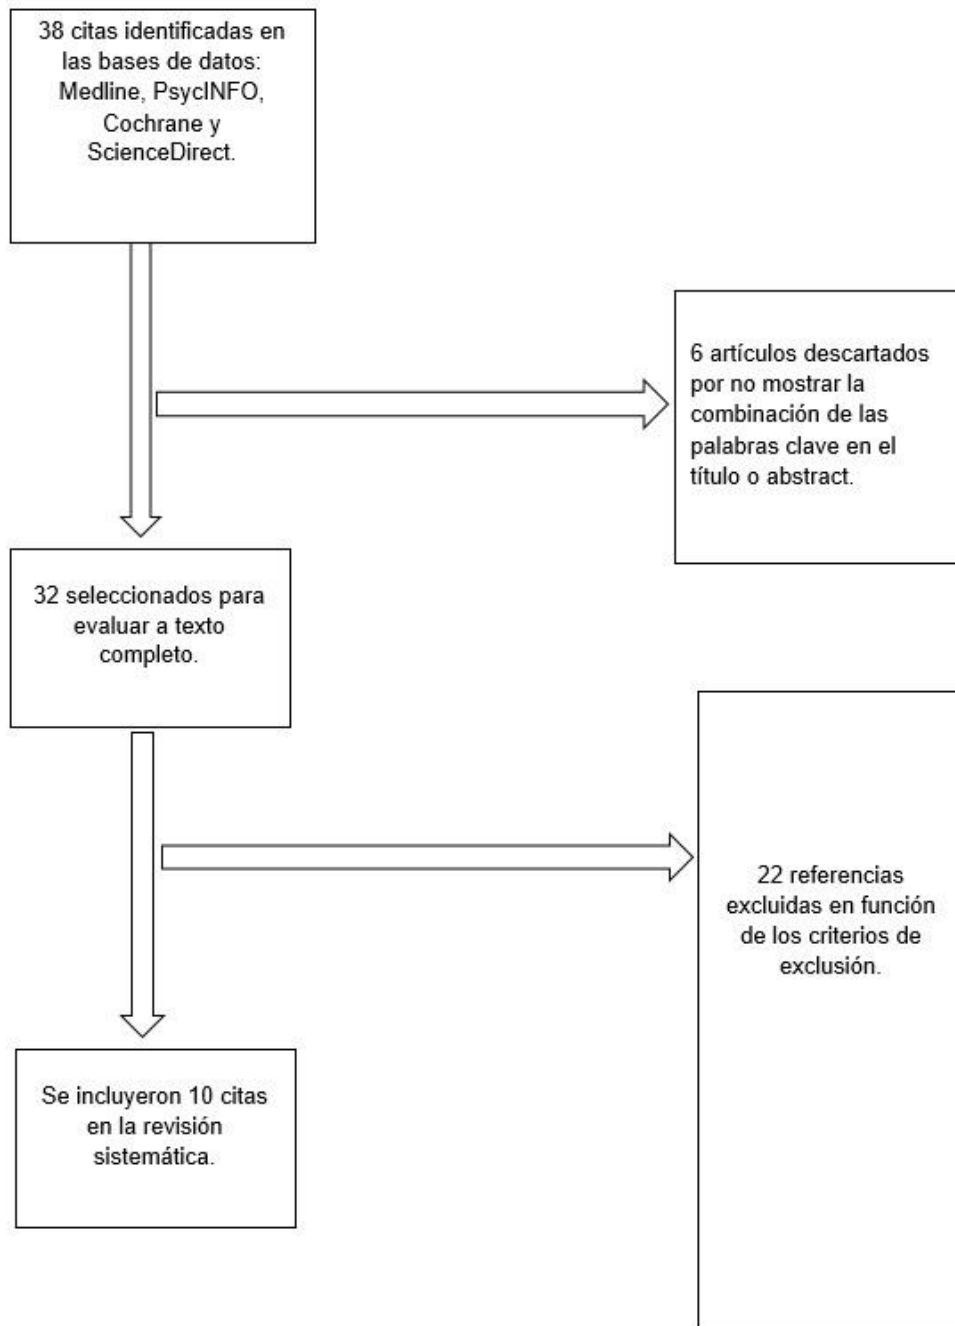 38 citas identificadas en
las bases de datos:
Medline, PsycINFO,
Cochrane y
ScienceDirect.
6 artículos descartados
por no mostrar la
combinación de las
palabras clave en el
título o abstract.
32 seleccionados para
evaluar a texto
completo.
22 referencias
excluidas en función
de los criterios de
exclusión.
Se incluyeron 10 citas
en la revisión
sistemática.